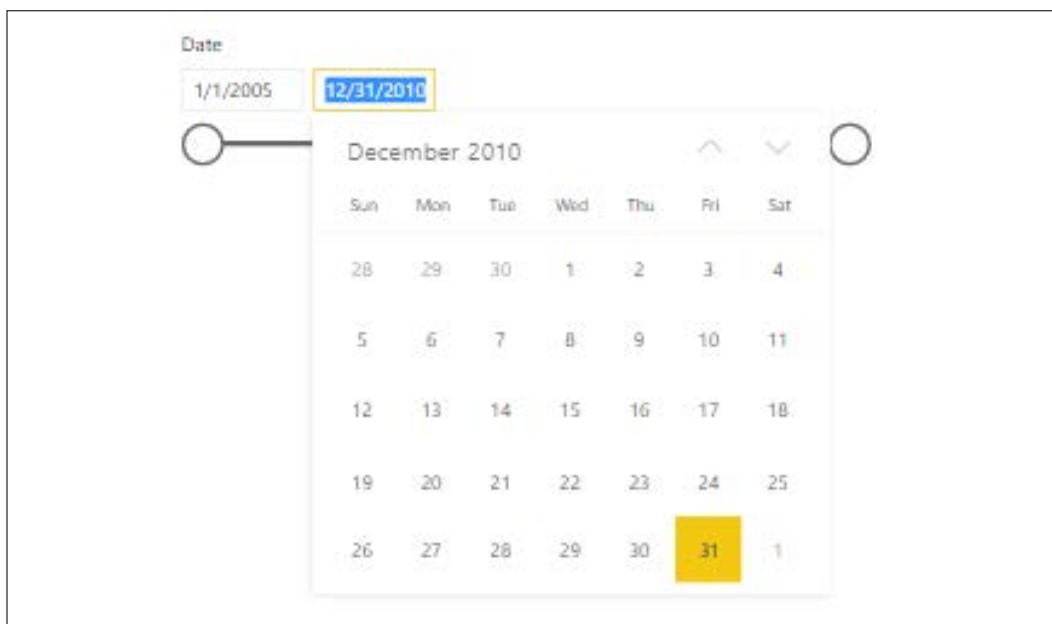 Date
1/1/2005 12/31/2010
December 2010
Sun Mon Tue Wed Thu Fri Sat
28 29 30 1 2 3 4
5 6 7 8 9 10 11
12 13 14 15 16 17 18
19 20 21 22 23 24 25
26 27 28 29 30 31 1